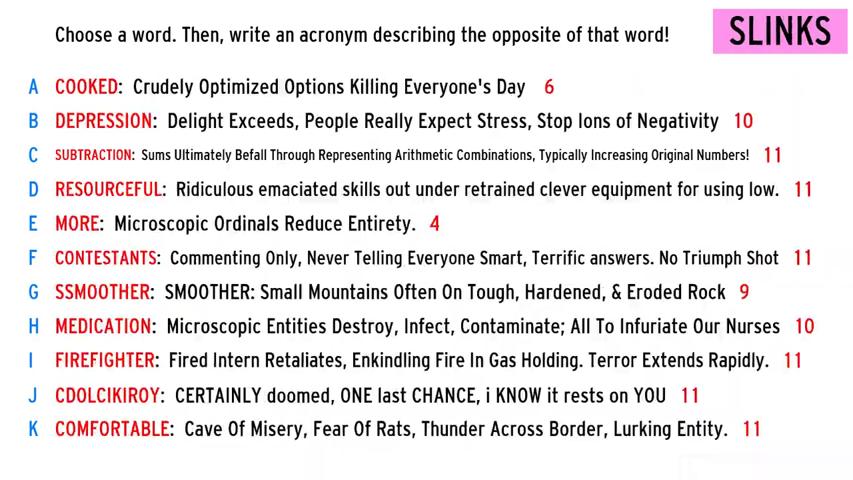 Choose a word. Then, write an acronym describing the opposite of that word!
SLINKS
A COOKED: Crudely Optimized Options Killing Everyone's Day 6
B DEPRESSION: Delight Exceeds, People Really Expect Stress, Stop Ions of Negativity 10
C SUBTRACTION: Sums Ultimately Befall Through Representing Arithmetic Combinations, Typically Increasing Original Numbers! 11
D RESOURCEFUL: Ridiculous emaciated skills out under retrained clever equipment for using low. 11
E MORE: Microscopic Ordinals Reduce Entirety. 4
F CONTESTANTS: Commenting Only, Never Telling Everyone Smart, Terrific answers. No Triumph Shot 11
G SSMOOTHER: SMOOTHER: Small Mountains Often On Tough, Hardened, & Eroded Rock 9
H MEDICATION: Microscopic Entities Destroy, Infect, Contaminate; All To Infuriate Our Nurses 10
I FIREFIGHTER: Fired Intern Retaliates, Enkindling Fire In Gas Holding. Terror Extends Rapidly. 11
J CDOLCIKIROY: CERTAINLY doomed, ONE last CHANCE, i KNOW it rests on YOU 11
K COMFORTABLE: Cave Of Misery, Fear Of Rats, Thunder Across Border, Lurking Entity. 11